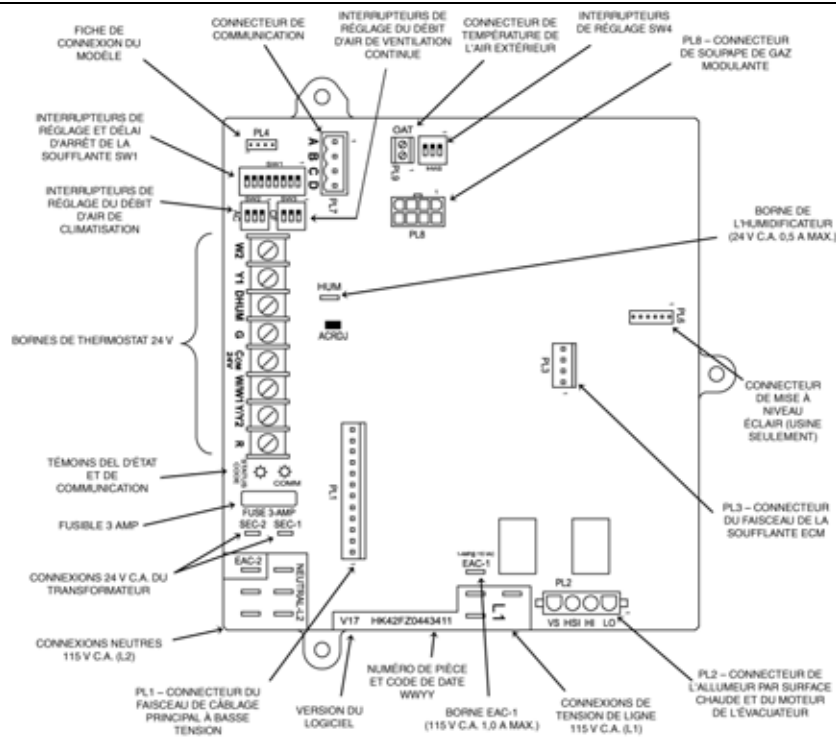 FICHE DE
CONNEXION DU
MODÈLE
CONNECTEUR DE
COMMUNICATION
INTERRUPTEURS DE
RÉGLAGE DU DÉBIT
D'AIR DE VENTILATION
CONTINUE
CONNECTEUR DE
TEMPÉRATURE DE
L'AIR EXTÉRIEUR
INTERRUPTEURS
DE RÉGLAGE SW4
PL8 – CONNECTEUR
DE SOUPAPE DE GAZ
MODULANTE
INTERRUPTEURS DE
RÉGLAGE ET DÉLAI
D'ARRÊT DE LA
SOUFFLANTE SW1
INTERRUPTEURS DE
RÉGLAGE DU DÉBIT
D'AIR DE
CLIMATISATION
PL4
SW1
SW2
SW3
AC
CF
A
B
C
D
PL7
OAT
PL9
PL8
BORNE DE
L'HUMIDIFICATEUR
(24 V C.A. 0,5 A MAX.)
HUM
ACRDJ
BORNES DE THERMOSTAT 24 V
W2
Y1
DHUM
G
COM
24V
W/W1
Y/Y2
R
PL5
PL3
CONNECTEUR
DE MISE À
NIVEAU
ÉCLAIR (USINE
SEULEMENT)
TÉMOINS DEL D'ÉTAT
ET DE
COMMUNICATION
STATUS
CODE
COMM
PL1
PL3 – CONNECTEUR
DU FAISCEAU DE LA
SOUFFLANTE ECM
FUSIBLE 3 AMP
FUSE 3-AMP
SEC-2
SEC-1
EAC-2
NEUTRAL-L2
CONNEXIONS 24 V C.A. DU
TRANSFORMATEUR
EAC-1
L1
PL2
VS HSI HI LO
CONNEXIONS NEUTRES
115 V C.A. (L2)
V17
HK42FZ0443411
PL1 – CONNECTEUR DU
FAISCEAU DE CÂBLAGE
PRINCIPAL À BASSE
TENSION
VERSION DU
LOGICIEL
NUMÉRO DE PIÈCE
ET CODE DE DATE
WWYY
BORNE EAC-1
(115 V C.A. 1,0 A MAX.)
CONNEXIONS DE
TENSION DE LIGNE
115 V C.A. (L1)
PL2 – CONNECTEUR DE
L'ALLUMEUR PAR SURFACE
CHAUDE ET DU MOTEUR
DE L'ÉVACUATEUR